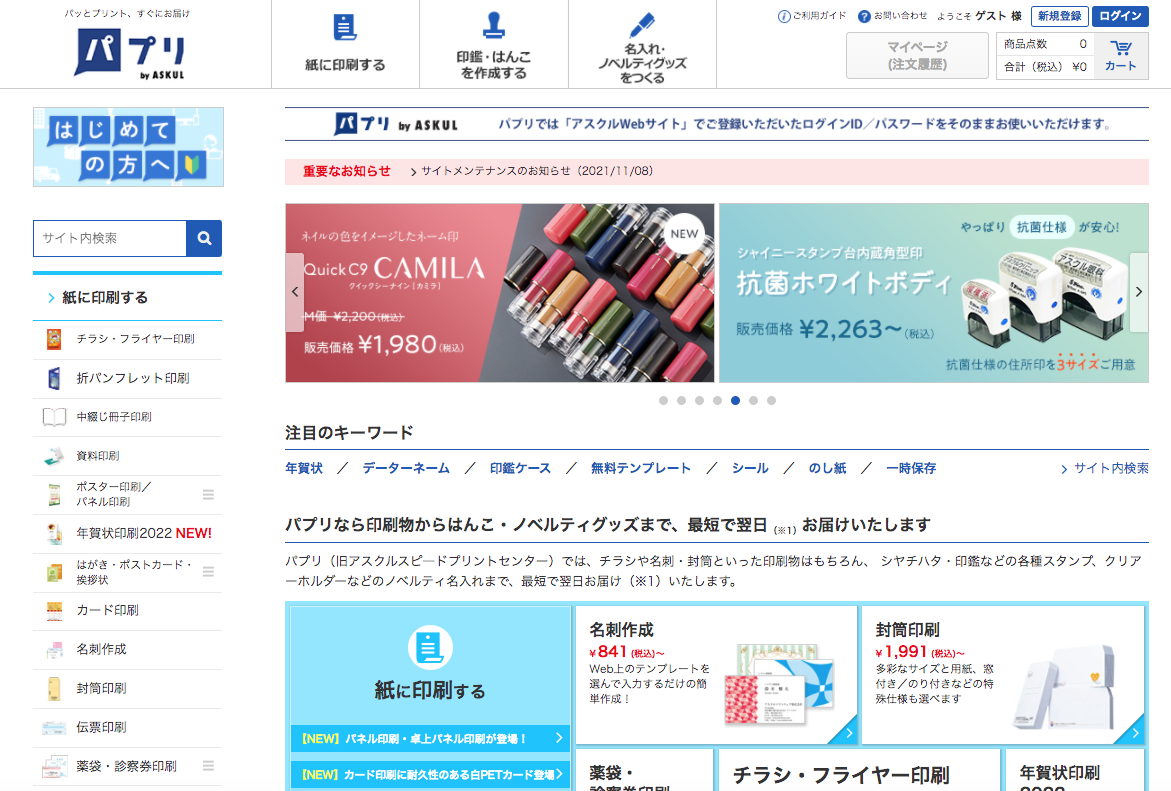 パッとプリント、すぐにお届け
パプリ
by ASKUL
紙に印刷する
印鑑・はんこ
を作成する
名入れ・
ノベルティグッズ
をつくる
ご利用ガイド
お問い合わせ
ようこそ ゲスト 様
新規登録
ログイン
マイページ
(注文履歴)
商品点数 0
合計（税込） ¥0
カート
はじめて
の方へ
パプリ by ASKUL パプリでは「アスクルWebサイト」でご登録いただいたログインID／パスワードをそのままお使いいただけます。
重要なお知らせ
サイトメンテナンスのお知らせ（2021/11/08）
サイト内検索
紙に印刷する
チラシ・フライヤー印刷
折パンフレット印刷
中綴じ冊子印刷
資料印刷
ポスター印刷／
パネル印刷
年賀状印刷2022 NEW!
はがき・ポストカード・
挨拶状
カード印刷
名刺作成
封筒印刷
伝票印刷
薬袋・診察券印刷
ネイルの色をイメージしたネーム印
Quick C9 CAMILA
クイックシーナイン［カミラ］
M価 ¥2,200(税込)
販売価格 ¥1,980(税込)
NEW
やっぱり 抗菌仕様 が安心!
シャイニースタンプ台内蔵角型印
抗菌ホワイトボディ
販売価格 ¥2,263〜(税込)
アスクル眼科
抗菌仕様の住所印を3サイズご用意
注目のキーワード
年賀状 ／ データーネーム ／ 印鑑ケース ／ 無料テンプレート ／ シール ／ のし紙 ／ 一時保存
サイト内検索
パプリなら印刷物からはんこ・ノベルティグッズまで、最短で翌日（※1）お届けいたします
パプリ（旧アスクルスピードプリントセンター）では、チラシや名刺・封筒といった印刷物はもちろん、 シヤチハタ・印鑑などの各種スタンプ、クリア
ーホルダーなどのノベルティ名入れまで、最短で翌日お届け（※1）いたします。
紙に印刷する
【NEW】パネル印刷・卓上パネル印刷が登場！
【NEW】カード印刷に耐久性のある白PETカード登場
名刺作成
¥841 (税込)〜
Web上のテンプレートを
選んで入力するだけの簡
単作成！
封筒印刷
¥1,991 (税込)〜
多彩なサイズと用紙、窓
付き／のり付きなどの特
殊仕様も選べます
薬袋・
診察券印刷
チラシ・フライヤー印刷
年賀状印刷
2022